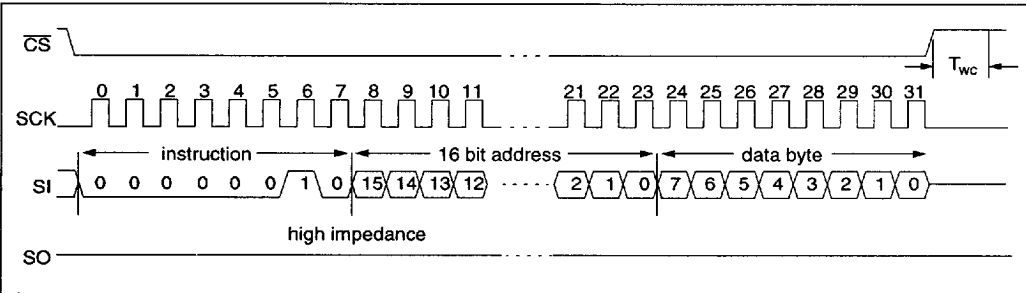 CS
T_WC
0 1 2 3 4 5 6 7 8 9 10 11 21 22 23 24 25 26 27 28 29 30 31
SCK
instruction 16 bit address data byte
SI 0 0 0 0 0 0 1 0 15 14 13 12 2 1 0 7 6 5 4 3 2 1 0
high impedance
SO